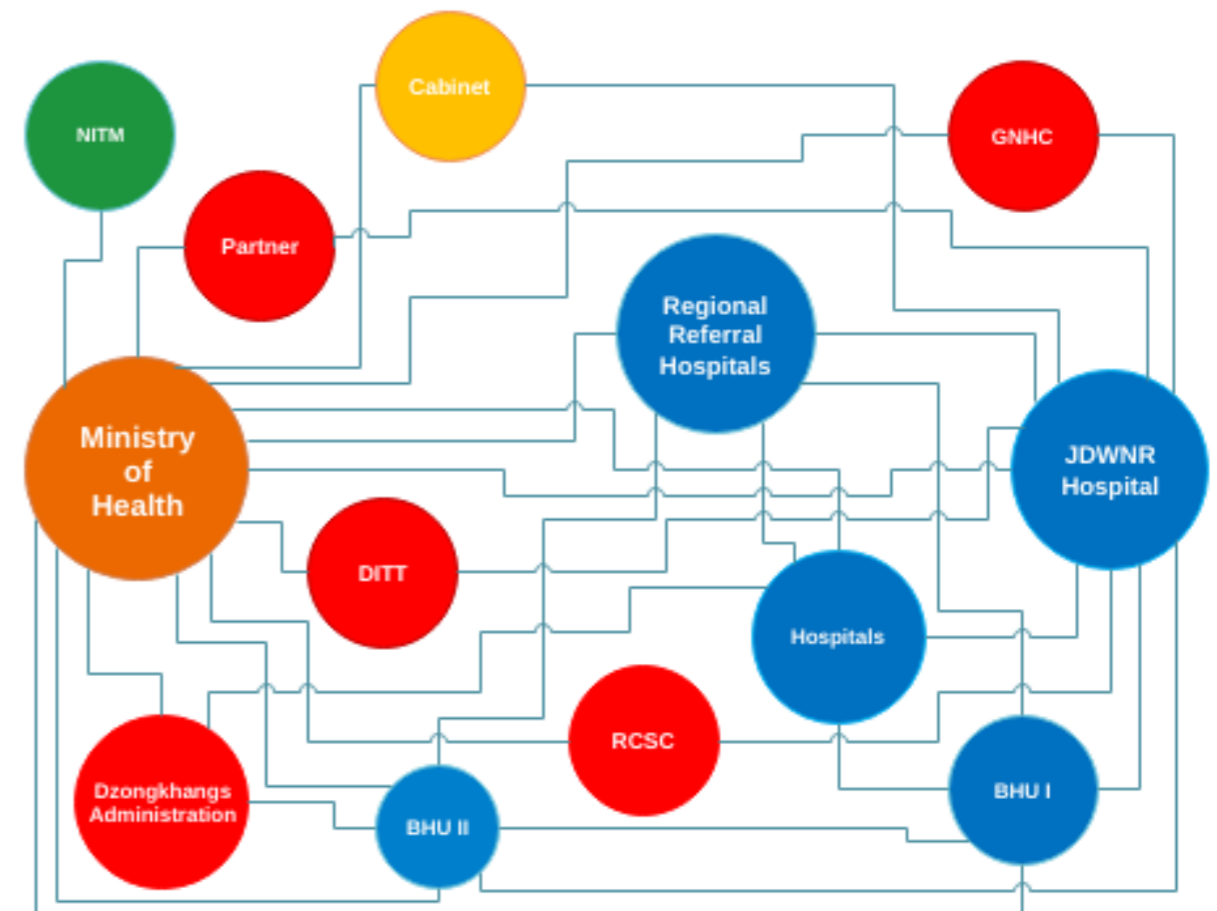 Cabinet
NITM
GNHC
Partner
Regional
Referral
Hospitals
Ministry
of
Health
JDWNR
Hospital
DITT
Hospitals
RCSC
Dzongkhangs
Administration
BHU I
BHU II